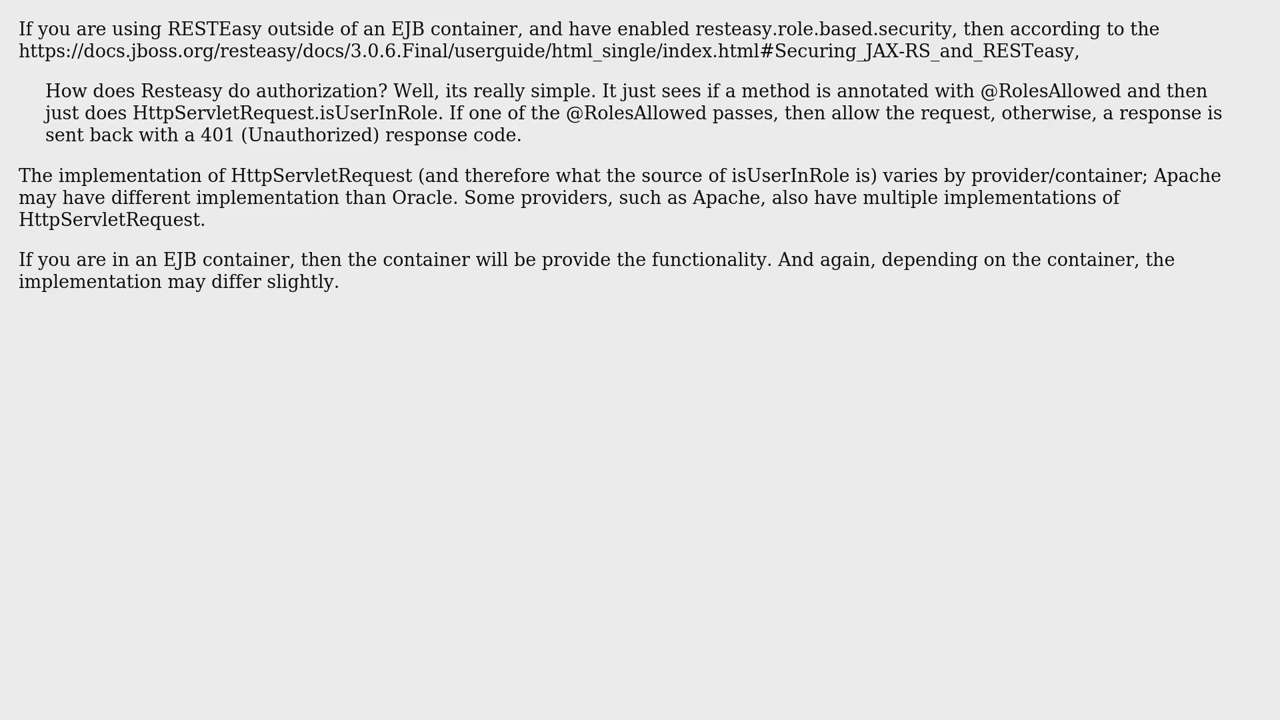 If you are using RESTEasy outside of an EJB container, and have enabled resteasy.role.based.security, then according to the
https://docs.jboss.org/resteasy/docs/3.0.6.Final/userguide/html_single/index.html#Securing_JAX-RS_and_RESTeasy,
How does Resteasy do authorization? Well, its really simple. It just sees if a method is annotated with @RolesAllowed and then
just does HttpServletRequest.isUserInRole. If one of the @RolesAllowed passes, then allow the request, otherwise, a response is
sent back with a 401 (Unauthorized) response code.
The implementation of HttpServletRequest (and therefore what the source of isUserInRole is) varies by provider/container; Apache
may have different implementation than Oracle. Some providers, such as Apache, also have multiple implementations of
HttpServletRequest.
If you are in an EJB container, then the container will be provide the functionality. And again, depending on the container, the
implementation may differ slightly.